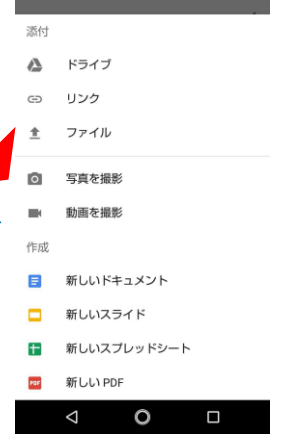 添付
ドライブ
リンク
ファイル
写真を撮影
動画を撮影
作成
新しいドキュメント
新しいスライド
新しいスプレッドシート
PDF 新しい PDF